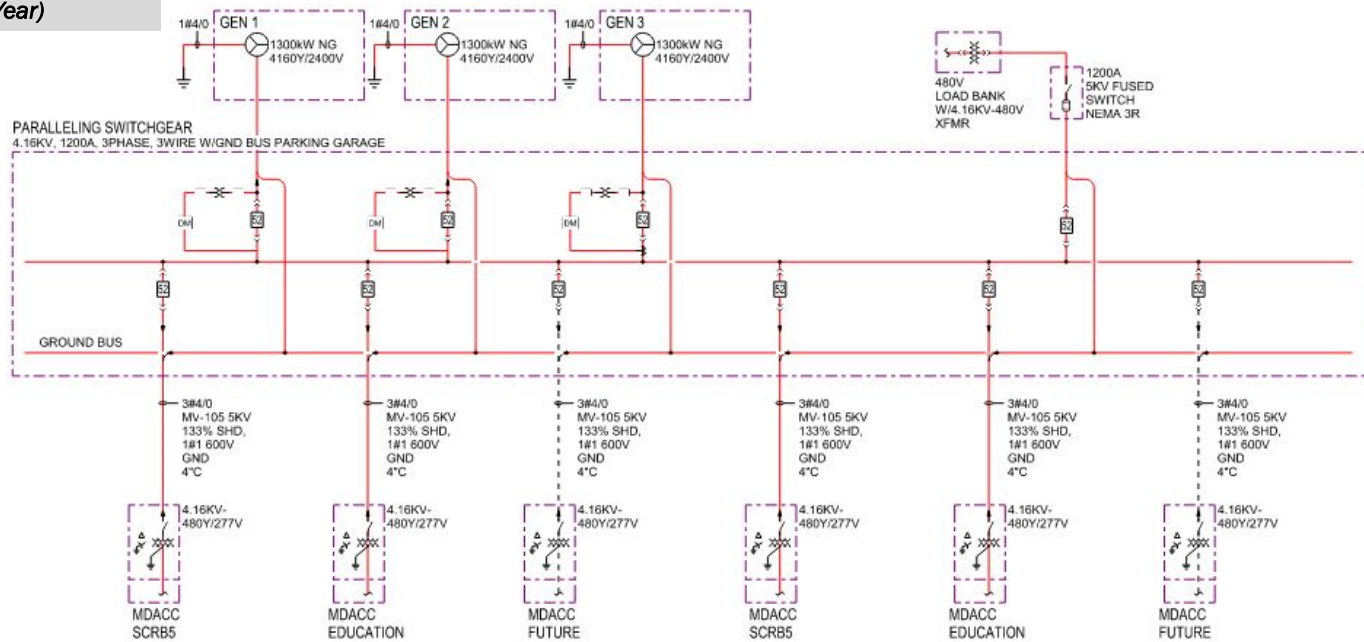 Year)
1#4/0
GEN 1
1300kW NG
4160Y/2400V
1#4/0
GEN 2
1300kW NG
4160Y/2400V
1#4/0
GEN 3
1300kW NG
4160Y/2400V
480V
LOAD BANK
W/4.16KV-480V
XFMR
1200A
5KV FUSED
SWITCH
NEMA 3R
PARALLELING SWITCHGEAR
4.16KV, 1200A, 3PHASE, 3WIRE W/GND BUS PARKING GARAGE
DM
52
DM
52
DM
52
52
52
52
52
52
52
52
GROUND BUS
3#4/0
MV-105 5KV
133% SHD,
1#1 600V
GND
4"C
3#4/0
MV-105 5KV
133% SHD,
1#1 600V
GND
4"C
3#4/0
MV-105 5KV
133% SHD,
1#1 600V
GND
4"C
3#4/0
MV-105 5KV
133% SHD,
1#1 600V
GND
4"C
3#4/0
MV-105 5KV
133% SHD,
1#1 600V
GND
4"C
3#4/0
MV-105 5KV
133% SHD,
1#1 600V
GND
4"C
4.16KV-
480Y/277V
4.16KV-
480Y/277V
4.16KV-
480Y/277V
4.16KV-
480Y/277V
4.16KV-
480Y/277V
4.16KV-
480Y/277V
MDACC
SCRB5
MDACC
EDUCATION
MDACC
FUTURE
MDACC
SCRB5
MDACC
EDUCATION
MDACC
FUTURE